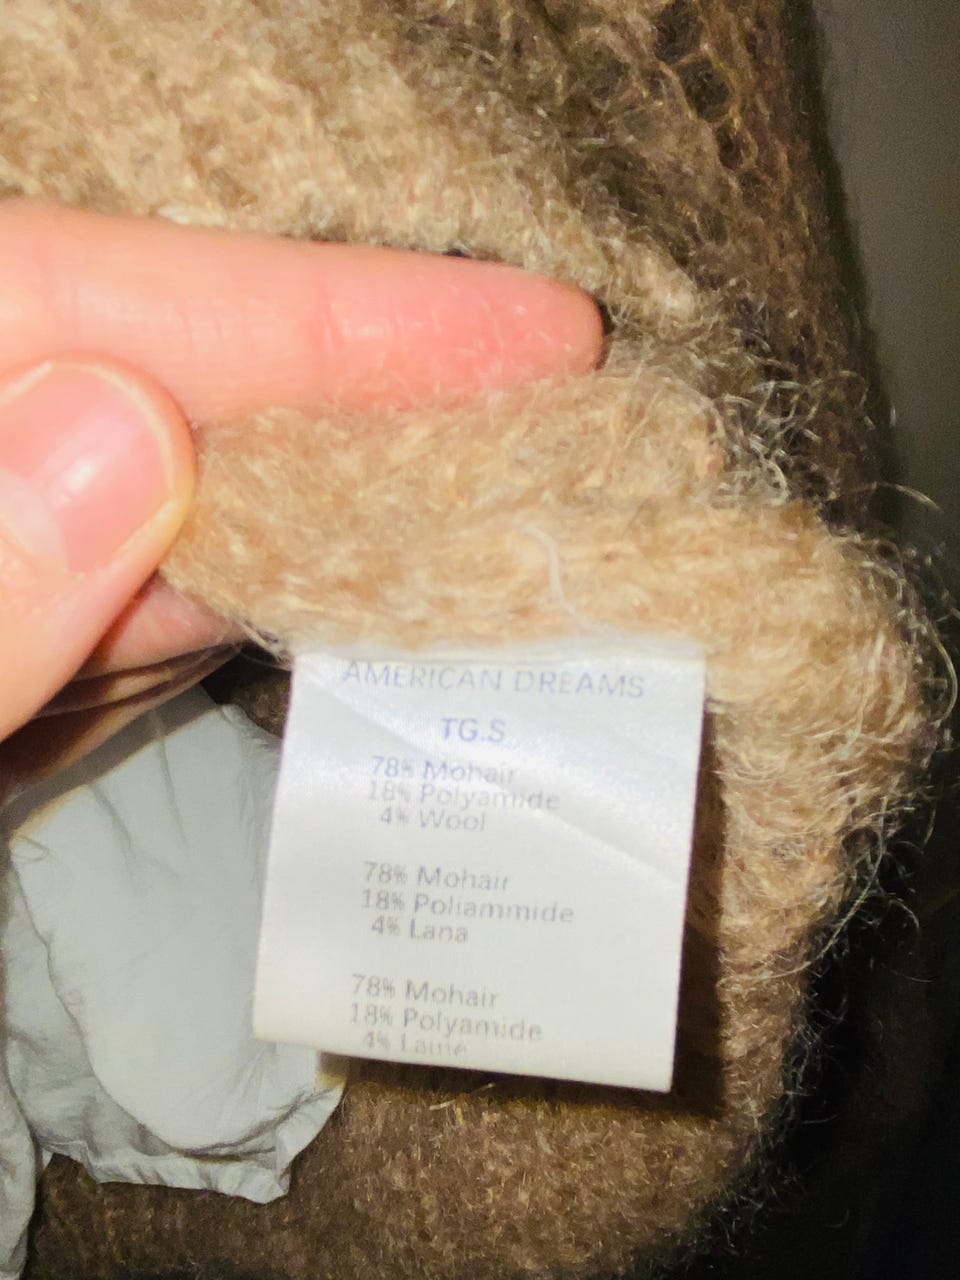 AMERICAN DREAMS
TG.S
78% Mohair
18% Polyamide
4% Wool
78% Mohair
18% Poliammide
4% Lana
78% Mohair
18% Polyamide
4% Laine